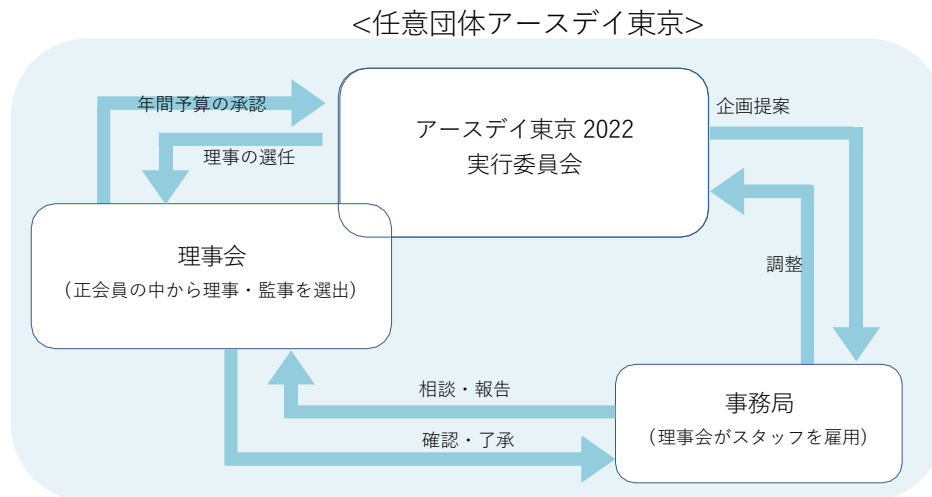 <任意団体アースデイ東京>
年間予算の承認
企画提案
アースデイ東京 2022
実行委員会
理事の選任
理事会
（正会員の中から理事・監事を選出）
調整
相談・報告
事務局
（理事会がスタッフを雇用）
確認・了承